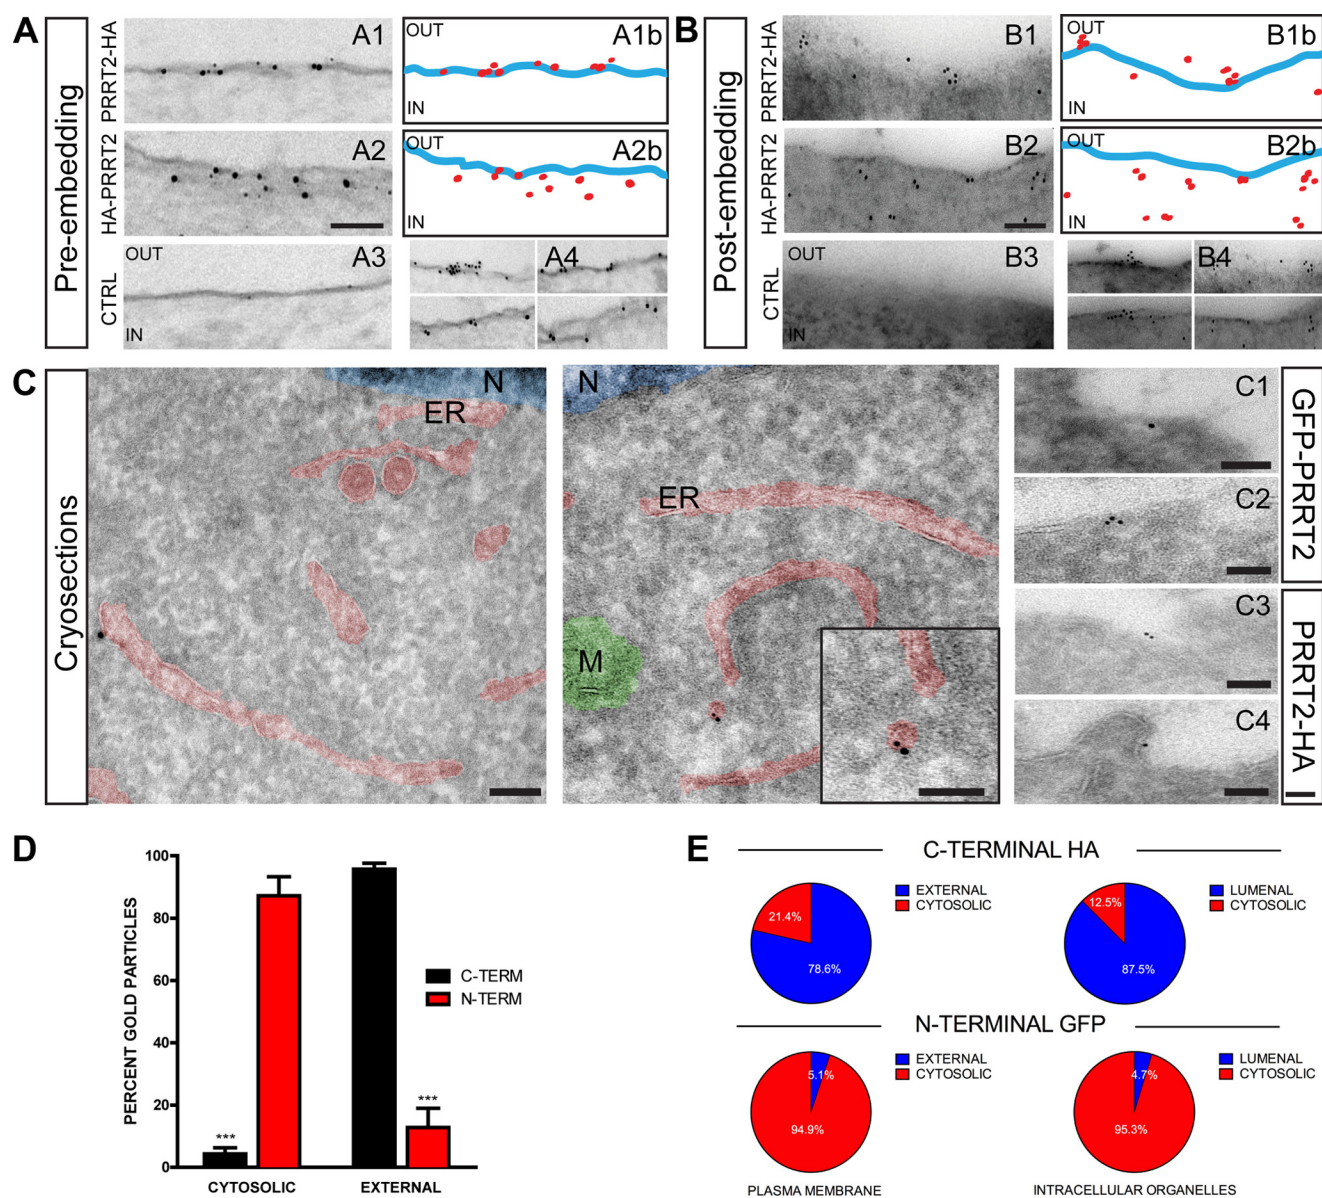 A
Pre-embedding
PRRT2-HA
HA-PRRT2
CTRL
A1
OUT
A1b
IN
A2
OUT
A2b
IN
OUT
A3
IN
A4
B
Post-embedding
PRRT2-HA
HA-PRRT2
CTRL
B1
OUT
B1b
IN
B2
OUT
B2b
IN
OUT
B3
IN
B4
C
Cryosections
N
ER
N
ER
M
C1
C2
C3
C4
GFP-PRRT2
PRRT2-HA
D
PERCENT GOLD PARTICLES
100
80
60
40
20
0
***
***
C-TERM
N-TERM
CYTOSOLIC EXTERNAL
E
C-TERMINAL HA
21.4%
78.6%
EXTERNAL
CYTOSOLIC
12.5%
87.5%
LUMENAL
CYTOSOLIC
N-TERMINAL GFP
5.1%
94.9%
EXTERNAL
CYTOSOLIC
4.7%
95.3%
LUMENAL
CYTOSOLIC
PLASMA MEMBRANE INTRACELLULAR ORGANELLES